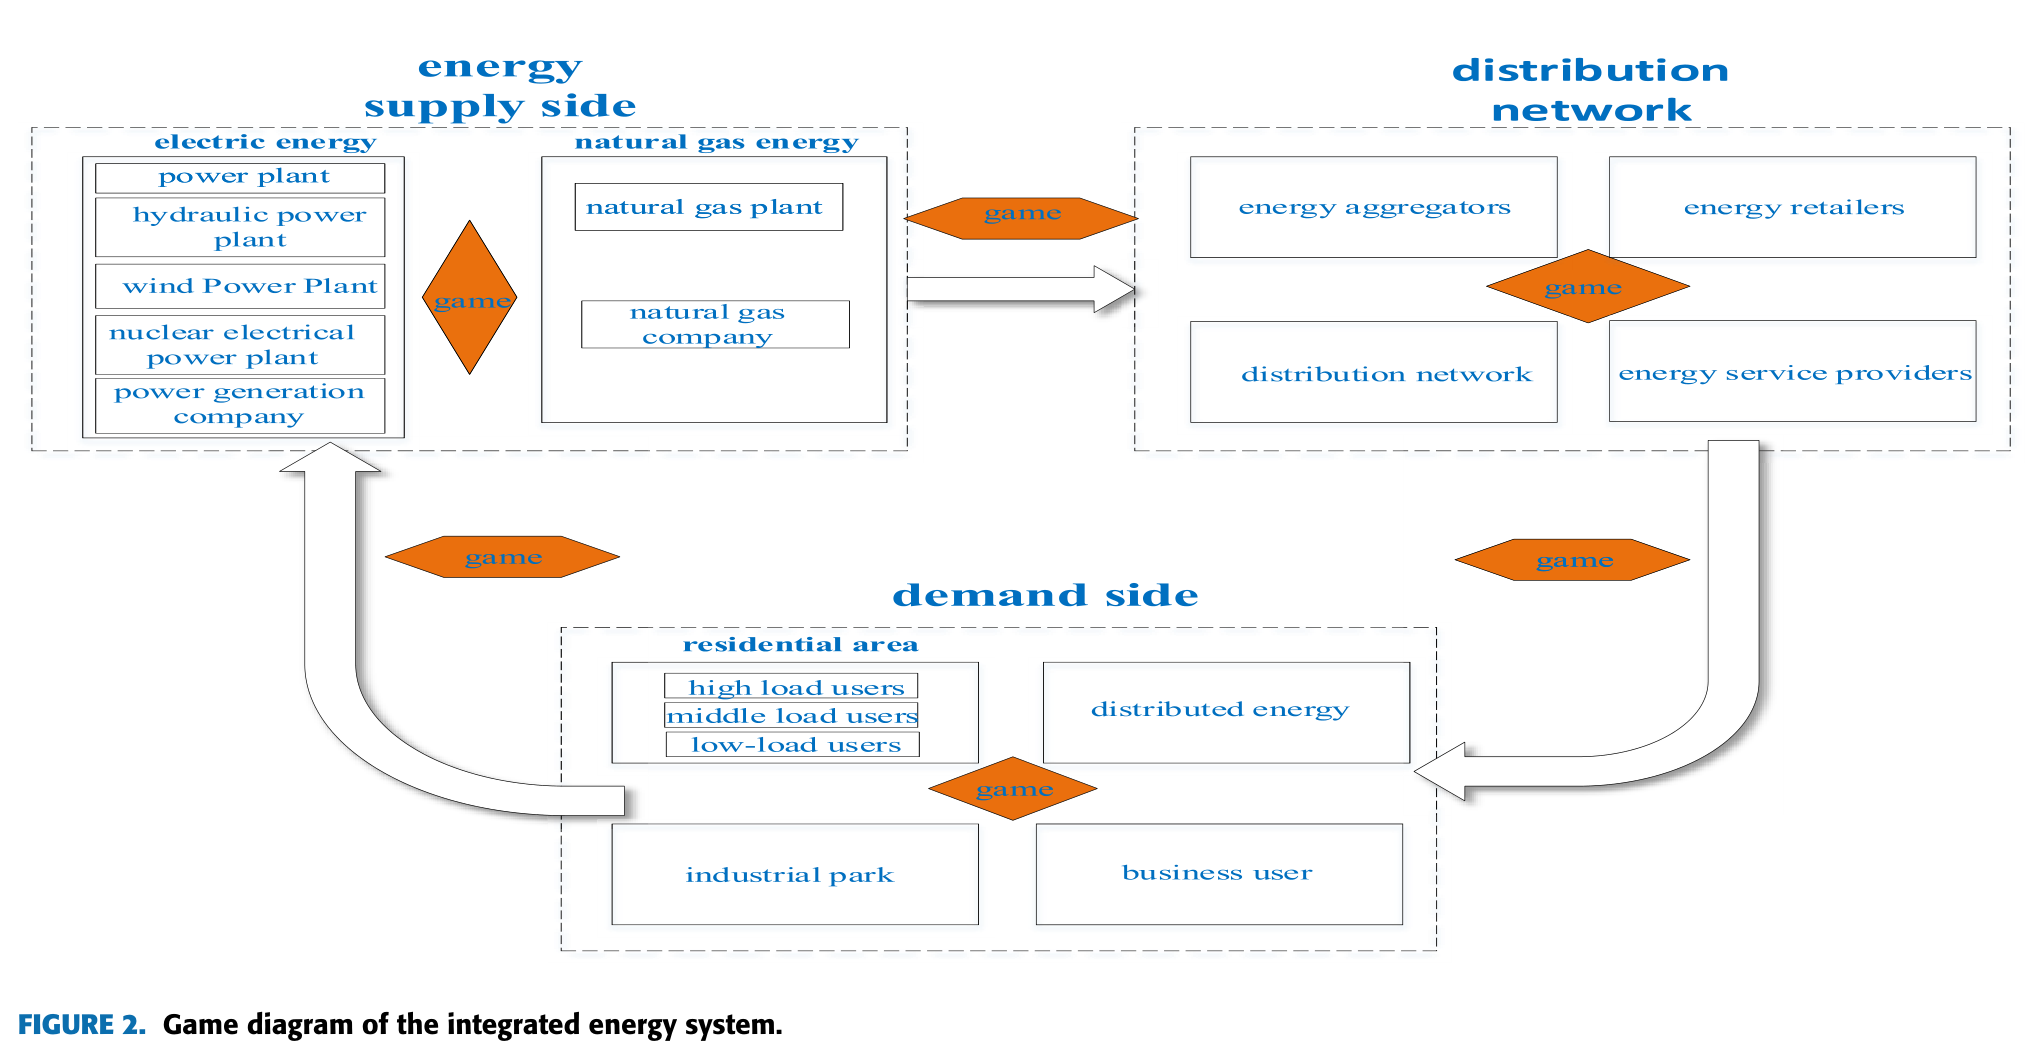 energy
supply side
electric energy
power plant
hydraulic power
plant
wind Power Plant
nuclear electrical
power plant
power generation
company
game
natural gas energy
natural gas plant
natural gas
company
game
distribution
network
energy aggregators
energy retailers
game
distribution network
energy service providers
game
game
demand side
residential area
high load users
middle load users
low-load users
distributed energy
game
industrial park
business user
FIGURE 2. Game diagram of the integrated energy system.